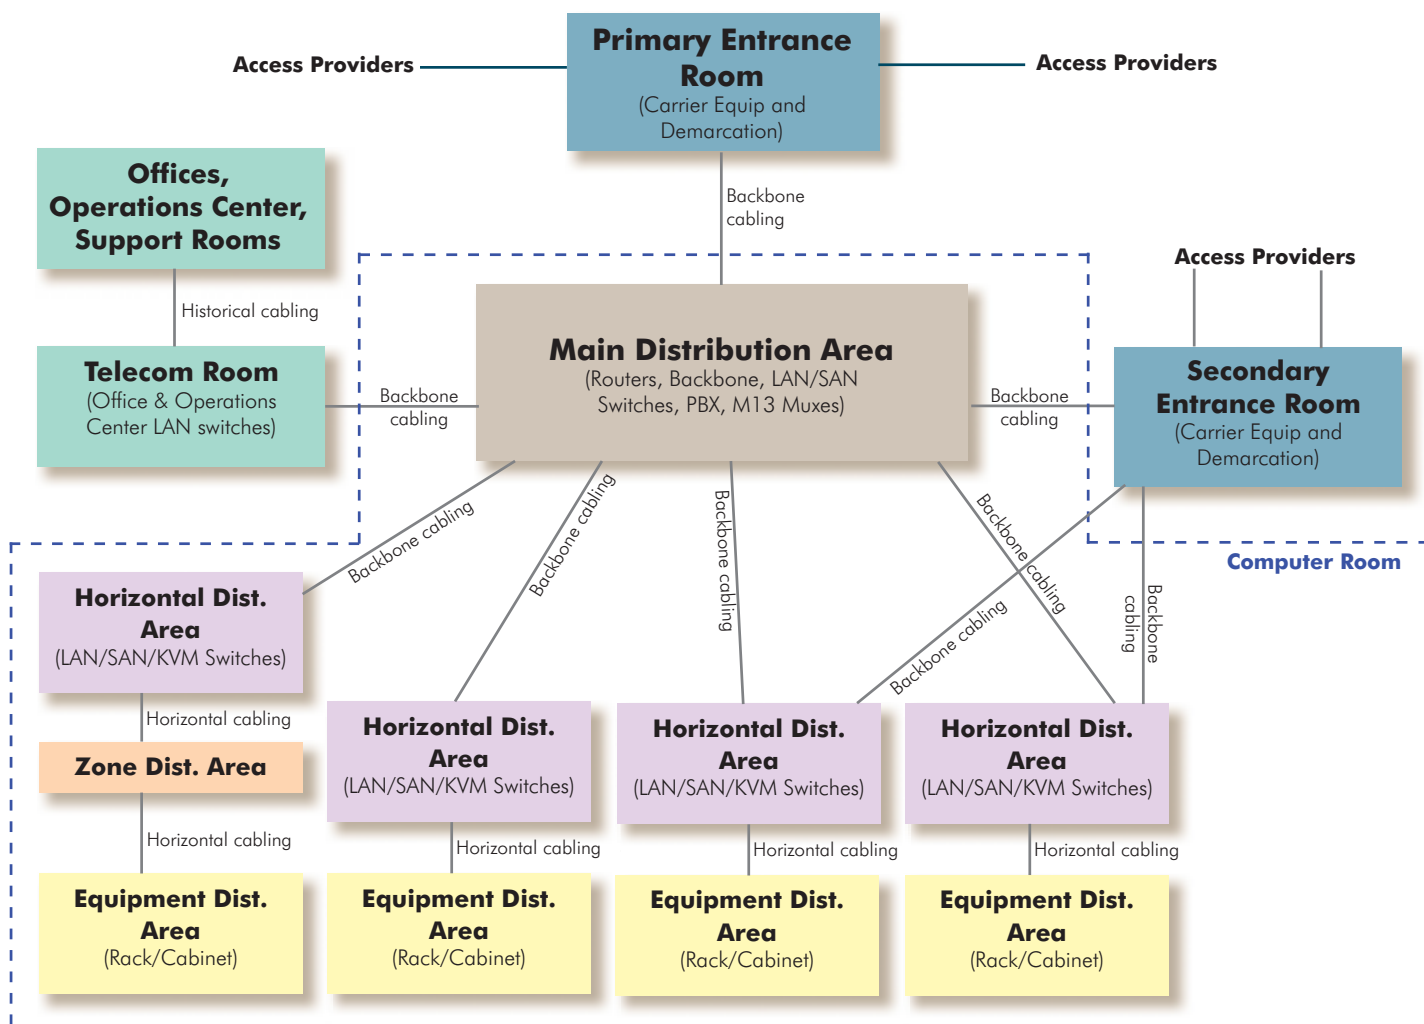 Primary Entrance
Room
(Carrier Equip and
Demarcation)
Access Providers
Access Providers
Backbone
cabling
Offices,
Operations Center,
Support Rooms
Historical cabling
Telecom Room
(Office & Operations
Center LAN switches)
Backbone
cabling
Main Distribution Area
(Routers, Backbone, LAN/SAN
Switches, PBX, M13 Muxes)
Backbone
cabling
Access Providers
Secondary
Entrance Room
(Carrier Equip and
Demarcation)
Computer Room
Backbone cabling
Backbone cabling
Backbone cabling
Backbone cabling
Backbone cabling
Backbone
cabling
Horizontal Dist.
Area
(LAN/SAN/KVM Switches)
Horizontal cabling
Zone Dist. Area
Horizontal cabling
Equipment Dist.
Area
(Rack/Cabinet)
Horizontal Dist.
Area
(LAN/SAN/KVM Switches)
Horizontal cabling
Equipment Dist.
Area
(Rack/Cabinet)
Horizontal Dist.
Area
(LAN/SAN/KVM Switches)
Horizontal cabling
Equipment Dist.
Area
(Rack/Cabinet)
Horizontal Dist.
Area
(LAN/SAN/KVM Switches)
Horizontal cabling
Equipment Dist.
Area
(Rack/Cabinet)